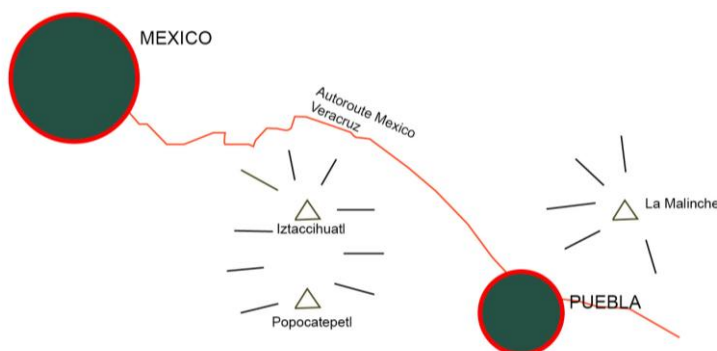 MEXICO
Autoroute Mexico
Veracruz
Iztaccihuatl
La Malinche
PUEBLA
Popocatepetl